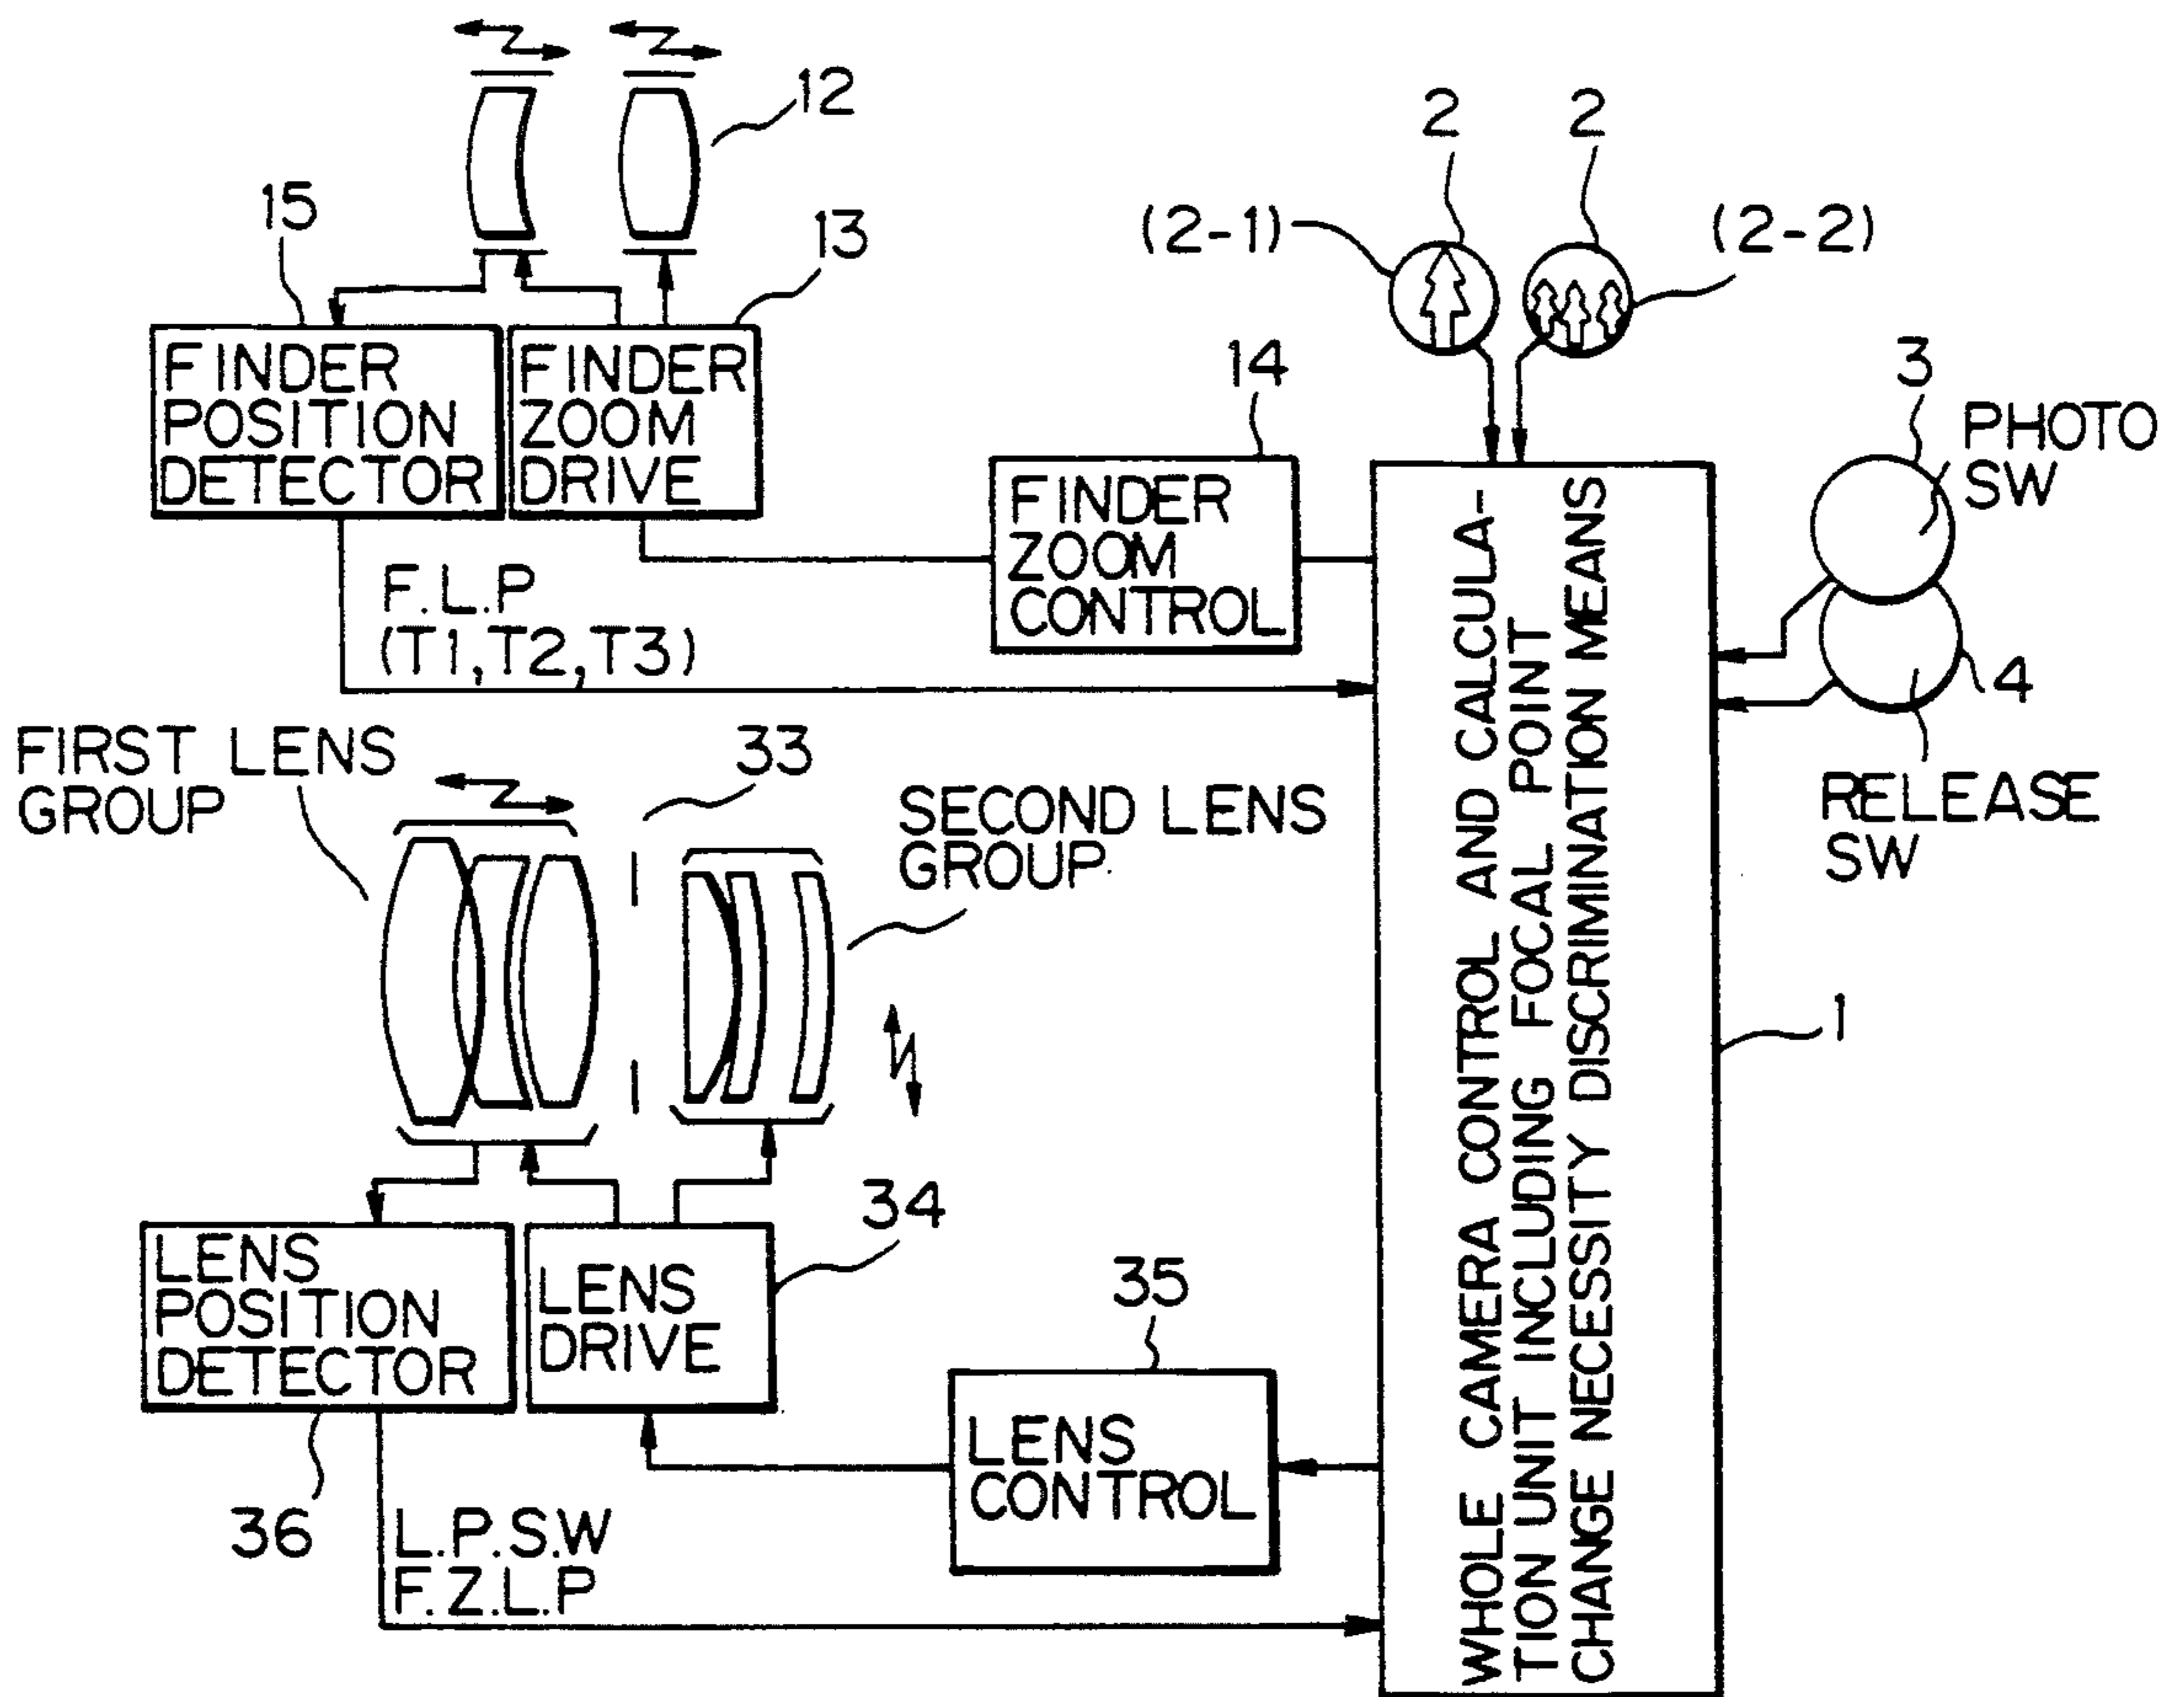 12
2
2
15
13
(2-1)
(2-2)
FINDER
POSITION
DETECTOR
FINDER
ZOOM
DRIVE
14
FINDER
ZOOM
CONTROL
3
PHOTO
SW
4
RELEASE
SW
F.L.P
(T1,T2,T3)
FIRST LENS
GROUP
33
SECOND LENS
GROUP
WHOLE CAMERA CONTROL AND CALCULA-
TION UNIT INCLUDING FOCAL POINT
CHANGE NECESSITY DISCRIMINATION MEANS
1
34
LENS
POSITION
DETECTOR
LENS
DRIVE
35
LENS
CONTROL
36
L.P.S.W
F.Z.L.P